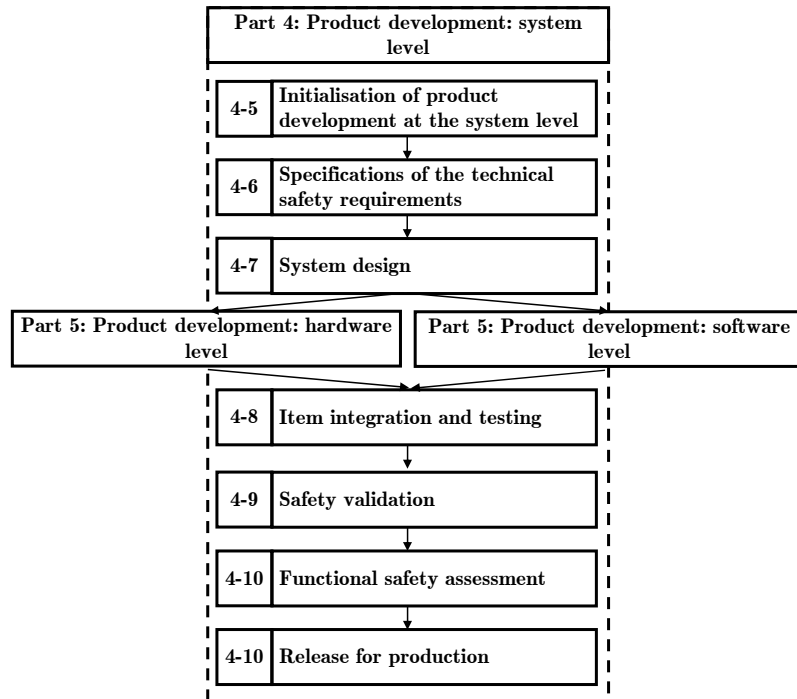 Part 4: Product development: system
level
4-5
Initialisation of product
development at the system level
4-6
Specifications of the technical
safety requirements
4-7
System design
Part 5: Product development: hardware
level
Part 5: Product development: software
level
4-8
Item integration and testing
4-9
Safety validation
4-10
Functional safety assessment
4-10
Release for production